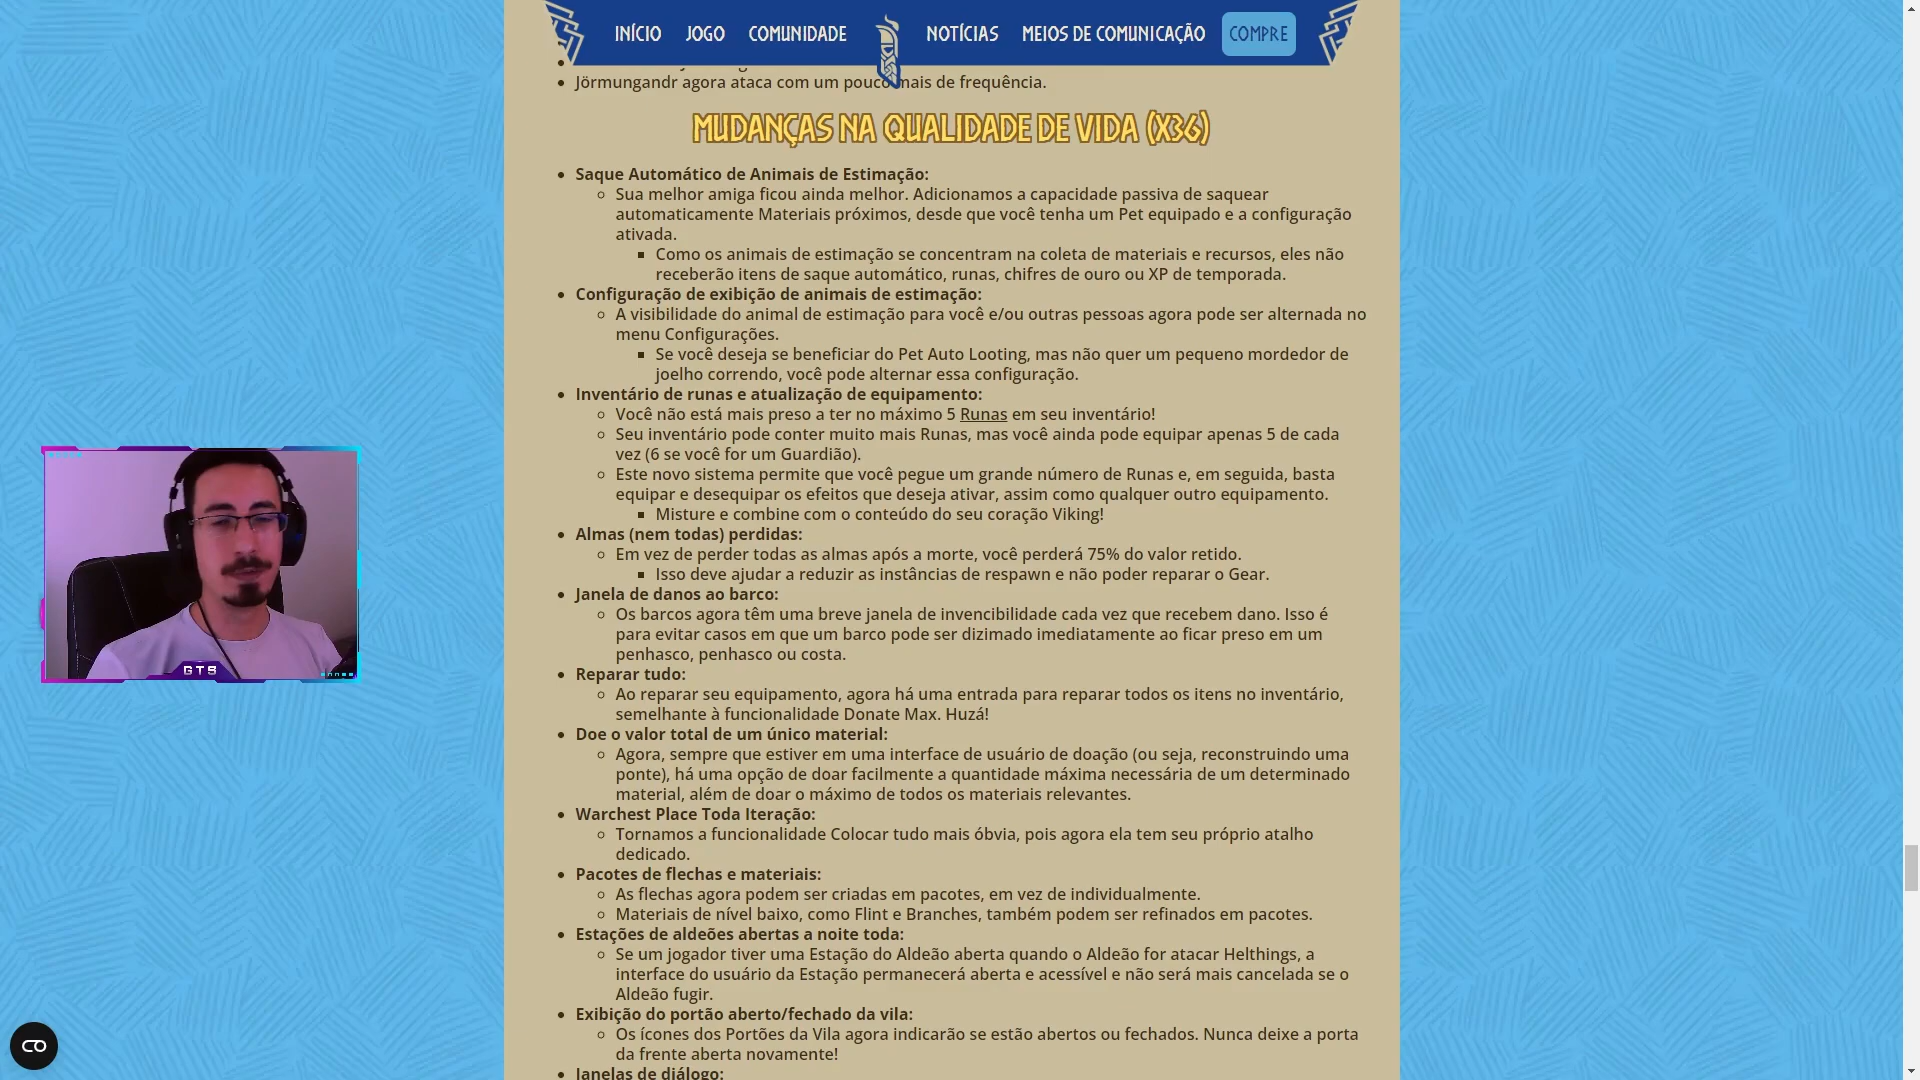 INÍCIO JOGO COMUNIDADE NOTÍCIAS MEIOS DE COMUNICAÇÃO COMPRE
Jörmungandr agora ataca com um pouco mais de frequência.
MUDANÇAS NA QUALIDADE DE VIDA (X36)
Saque Automático de Animais de Estimação:
Sua melhor amiga ficou ainda melhor. Adicionamos a capacidade passiva de saquear
automaticamente Materiais próximos, desde que você tenha um Pet equipado e a configuração
ativada.
Como os animais de estimação se concentram na coleta de materiais e recursos, eles não
receberão itens de saque automático, runas, chifres de ouro ou XP de temporada.
Configuração de exibição de animais de estimação:
A visibilidade do animal de estimação para você e/ou outras pessoas agora pode ser alternada no
menu Configurações.
Se você deseja se beneficiar do Pet Auto Looting, mas não quer um pequeno mordedor de
joelho correndo, você pode alternar essa configuração.
Inventário de runas e atualização de equipamento:
Você não está mais preso a ter no máximo 5 Runas em seu inventário!
Seu inventário pode conter muito mais Runas, mas você ainda pode equipar apenas 5 de cada
vez (6 se você for um Guardião).
Este novo sistema permite que você pegue um grande número de Runas e, em seguida, basta
equipar e desequipar os efeitos que deseja ativar, assim como qualquer outro equipamento.
Misture e combine com o conteúdo do seu coração Viking!
Almas (nem todas) perdidas:
Em vez de perder todas as almas após a morte, você perderá 75% do valor retido.
Isso deve ajudar a reduzir as instâncias de respawn e não poder reparar o Gear.
Janela de danos ao barco:
Os barcos agora têm uma breve janela de invencibilidade cada vez que recebem dano. Isso é
para evitar casos em que um barco pode ser dizimado imediatamente ao ficar preso em um
penhasco, penhasco ou costa.
Reparar tudo:
Ao reparar seu equipamento, agora há uma entrada para reparar todos os itens no inventário,
semelhante à funcionalidade Donate Max. Huzá!
Doe o valor total de um único material:
Agora, sempre que estiver em uma interface de usuário de doação (ou seja, reconstruindo uma
ponte), há uma opção de doar facilmente a quantidade máxima necessária de um determinado
material, além de doar o máximo de todos os materiais relevantes.
Warchest Place Toda Iteração:
Tornamos a funcionalidade Colocar tudo mais óbvia, pois agora ela tem seu próprio atalho
dedicado.
Pacotes de flechas e materiais:
As flechas agora podem ser criadas em pacotes, em vez de individualmente.
Materiais de nível baixo, como Flint e Branches, também podem ser refinados em pacotes.
Estações de aldeões abertas a noite toda:
Se um jogador tiver uma Estação do Aldeão aberta quando o Aldeão for atacar Helthings, a
interface do usuário da Estação permanecerá aberta e acessível e não será mais cancelada se o
Aldeão fugir.
Exibição do portão aberto/fechado da vila:
Os ícones dos Portões da Vila agora indicarão se estão abertos ou fechados. Nunca deixe a porta
da frente aberta novamente!
Janelas de diálogo:
GTS